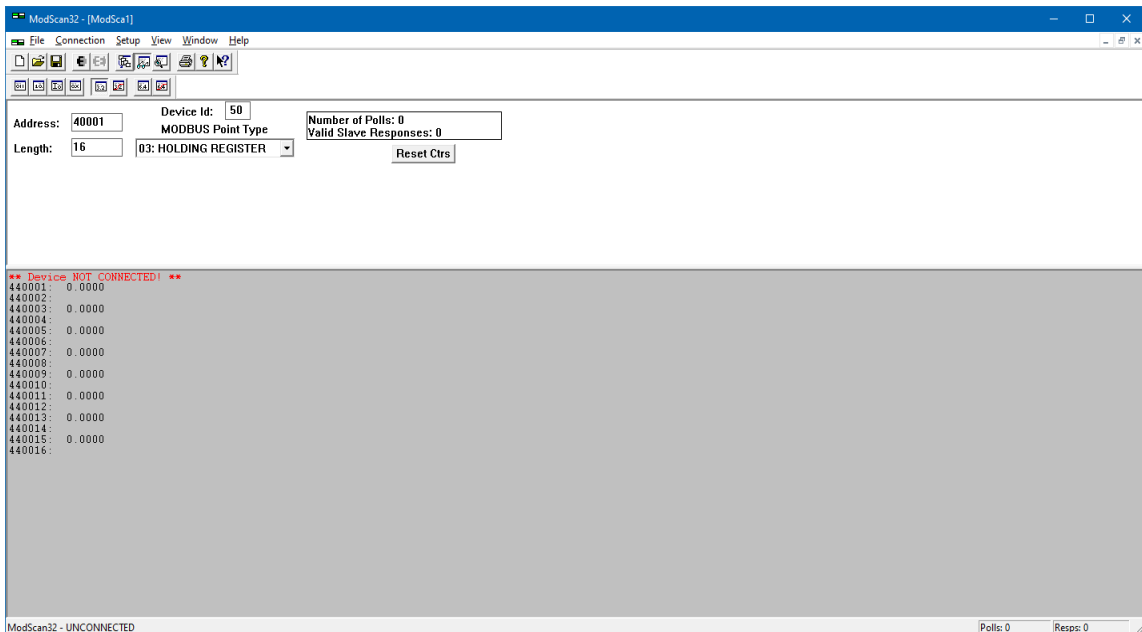 ModScan32 - [ModSca1]
File Connection Setup View Window Help
Device Id: 50
Address: 40001
MODBUS Point Type
Number of Polls: 0
Valid Slave Responses: 0
Length: 16
03: HOLDING REGISTER
Reset Ctrs
** Device NOT CONNECTED! **
440001: 0.0000
440002:
440003: 0.0000
440004:
440005: 0.0000
440006:
440007: 0.0000
440008:
440009: 0.0000
440010:
440011: 0.0000
440012:
440013: 0.0000
440014:
440015: 0.0000
440016:
ModScan32 - UNCONNECTED
Polls: 0
Resps: 0